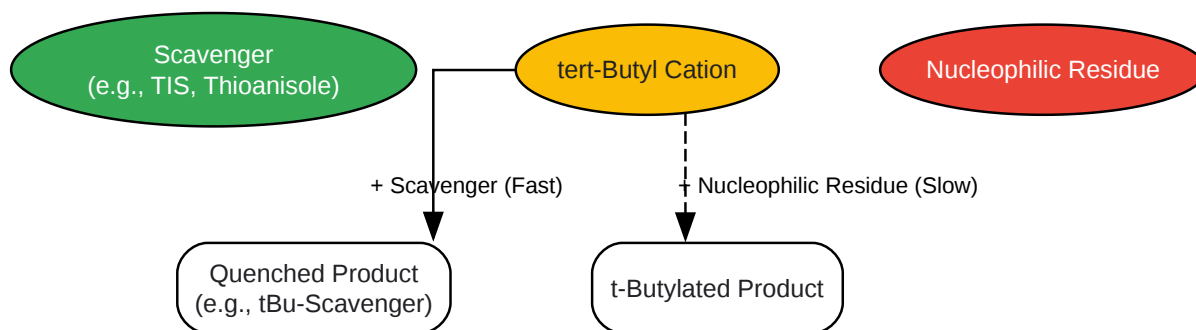 Scavenger
(e.g., TIS, Thioanisole)
tert-Butyl Cation
Nucleophilic Residue
+ Scavenger (Fast)
+ Nucleophilic Residue (Slow)
Quenched Product
(e.g., tBu-Scavenger)
t-Butylated Product